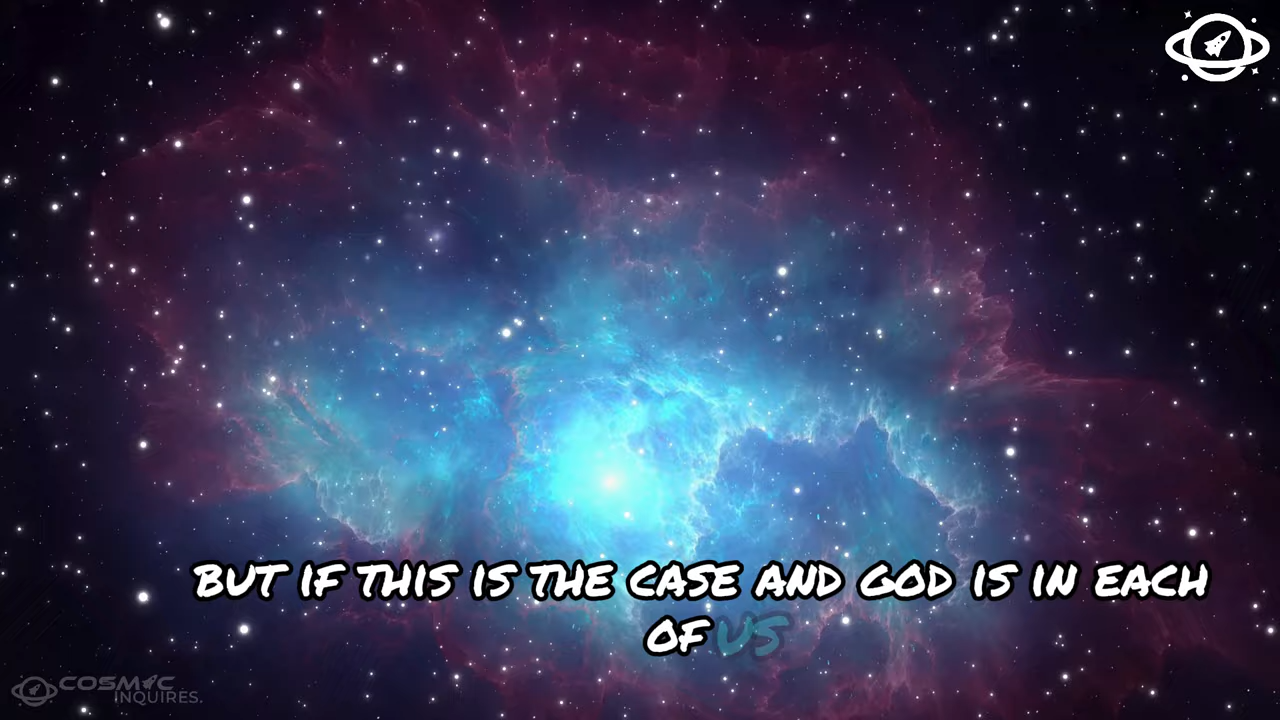 BUT IF THIS IS THE CASE AND GOD IS IN EACH
OF US
COSMIC
INQUIRES.